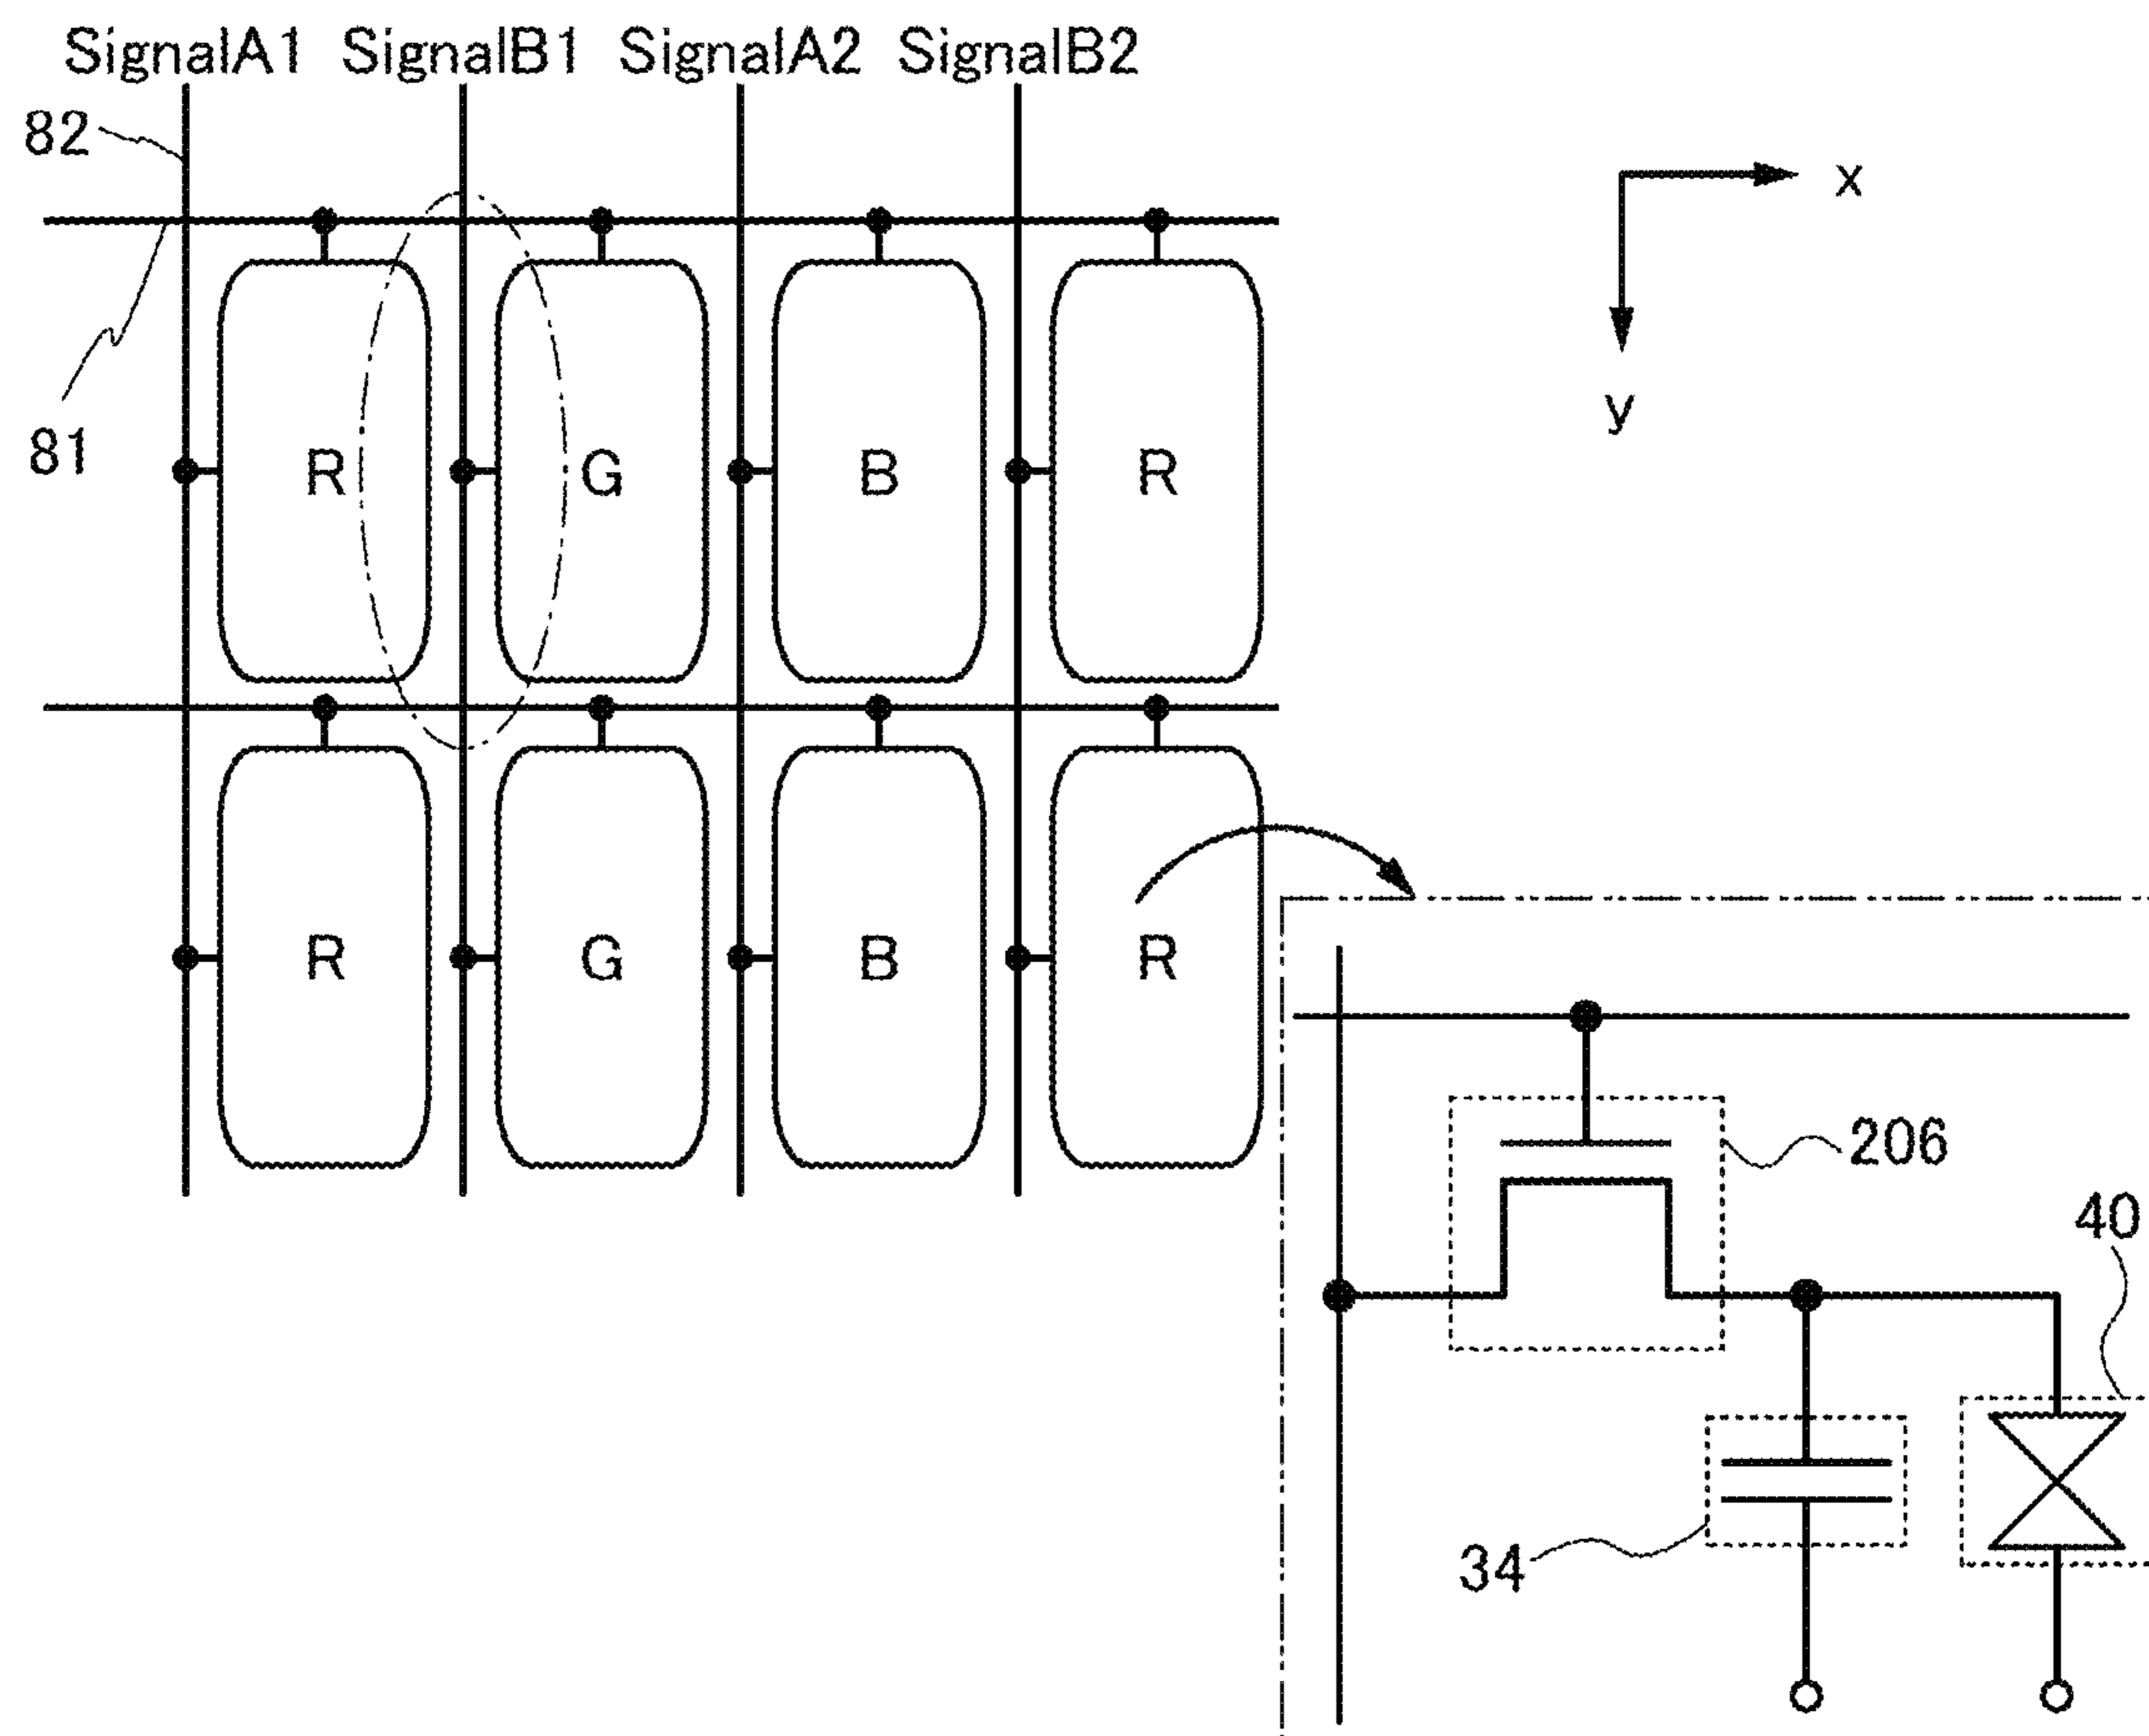 SignalA1 SignalB1 SignalA2 SignalB2
82
x
y
81
R G B R
R G B R
206
40
34